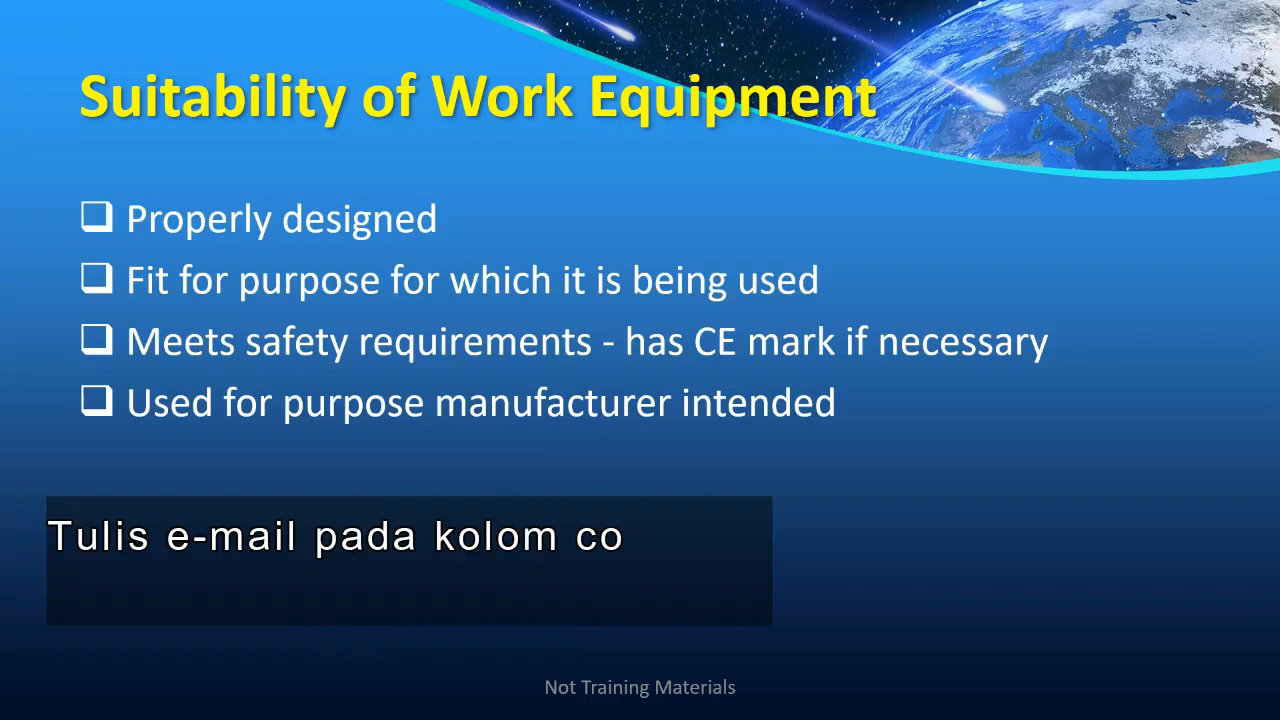 Suitability of Work Equipment
❑ Properly designed
❑ Fit for purpose for which it is being used
❑ Meets safety requirements - has CE mark if necessary
❑ Used for purpose manufacturer intended
Tulis e-mail pada kolom co
Not Training Materials